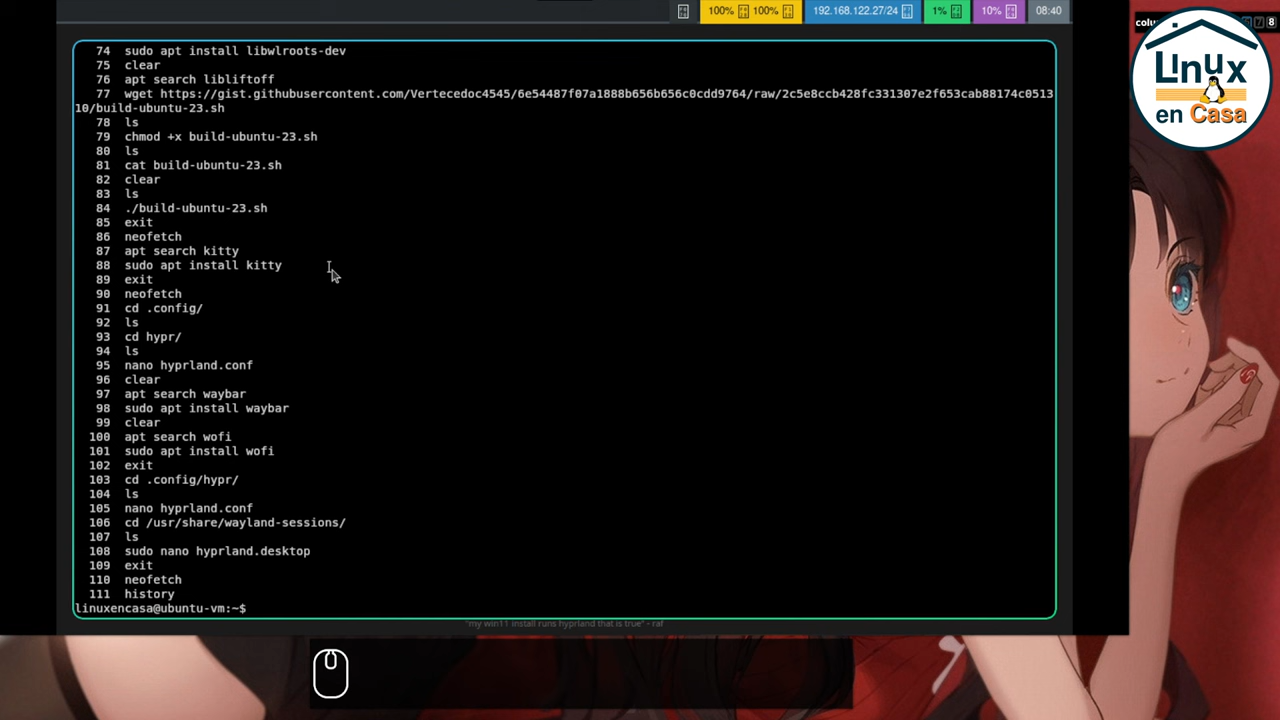 100% 100% 192.168.122.27/24 1% 10% 08:40
8
Linux
en Casa
74 sudo apt install libwlroots-dev
75 clear
76 apt search libliftoff
77 wget https://gist.githubusercontent.com/Vertecedoc4545/6e54487f07a1888b656b656c0cdd9764/raw/2c5e8ccb428fc331307e2f653cab88174c0513
10/build-ubuntu-23.sh
78 ls
79 chmod +x build-ubuntu-23.sh
80 ls
81 cat build-ubuntu-23.sh
82 clear
83 ls
84 ./build-ubuntu-23.sh
85 exit
86 neofetch
87 apt search kitty
88 sudo apt install kitty
89 exit
90 neofetch
91 cd .config/
92 ls
93 cd hypr/
94 ls
95 nano hyprland.conf
96 clear
97 apt search waybar
98 sudo apt install waybar
99 clear
100 apt search wofi
101 sudo apt install wofi
102 exit
103 cd .config/hypr/
104 ls
105 nano hyprland.conf
106 cd /usr/share/wayland-sessions/
107 ls
108 sudo nano hyprland.desktop
109 exit
110 neofetch
111 history
linuxencasa@ubuntu-vm:~$
"my win11 install runs hyprland that is true" - raf